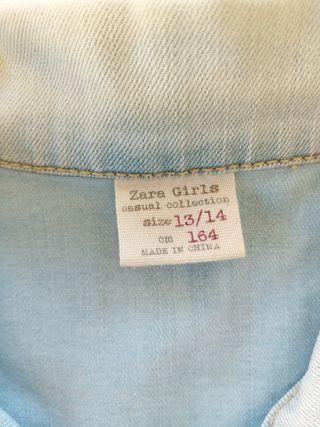 Zara Girls
casual collection
size 13/14
cm 164
MADE IN CHINA